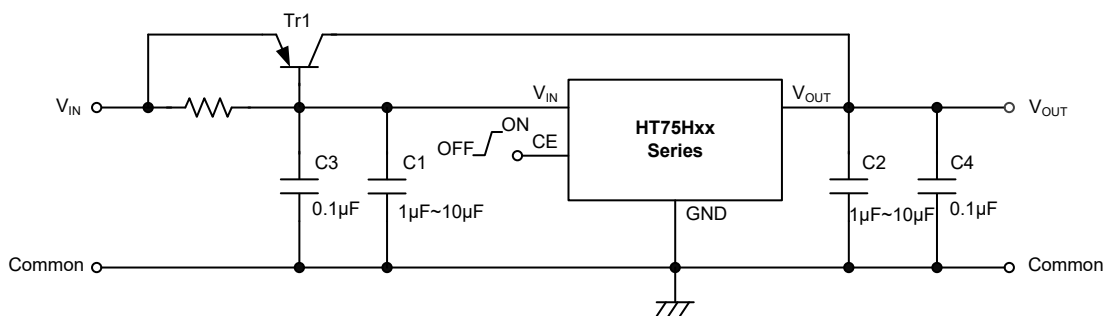 Tr1
VIN
VIN
VOUT
VOUT
HT75Hxx
Series
OFF
ON
CE
C3
0.1µF
C1
1µF~10µF
GND
C2
1µF~10µF
C4
0.1µF
Common
Common